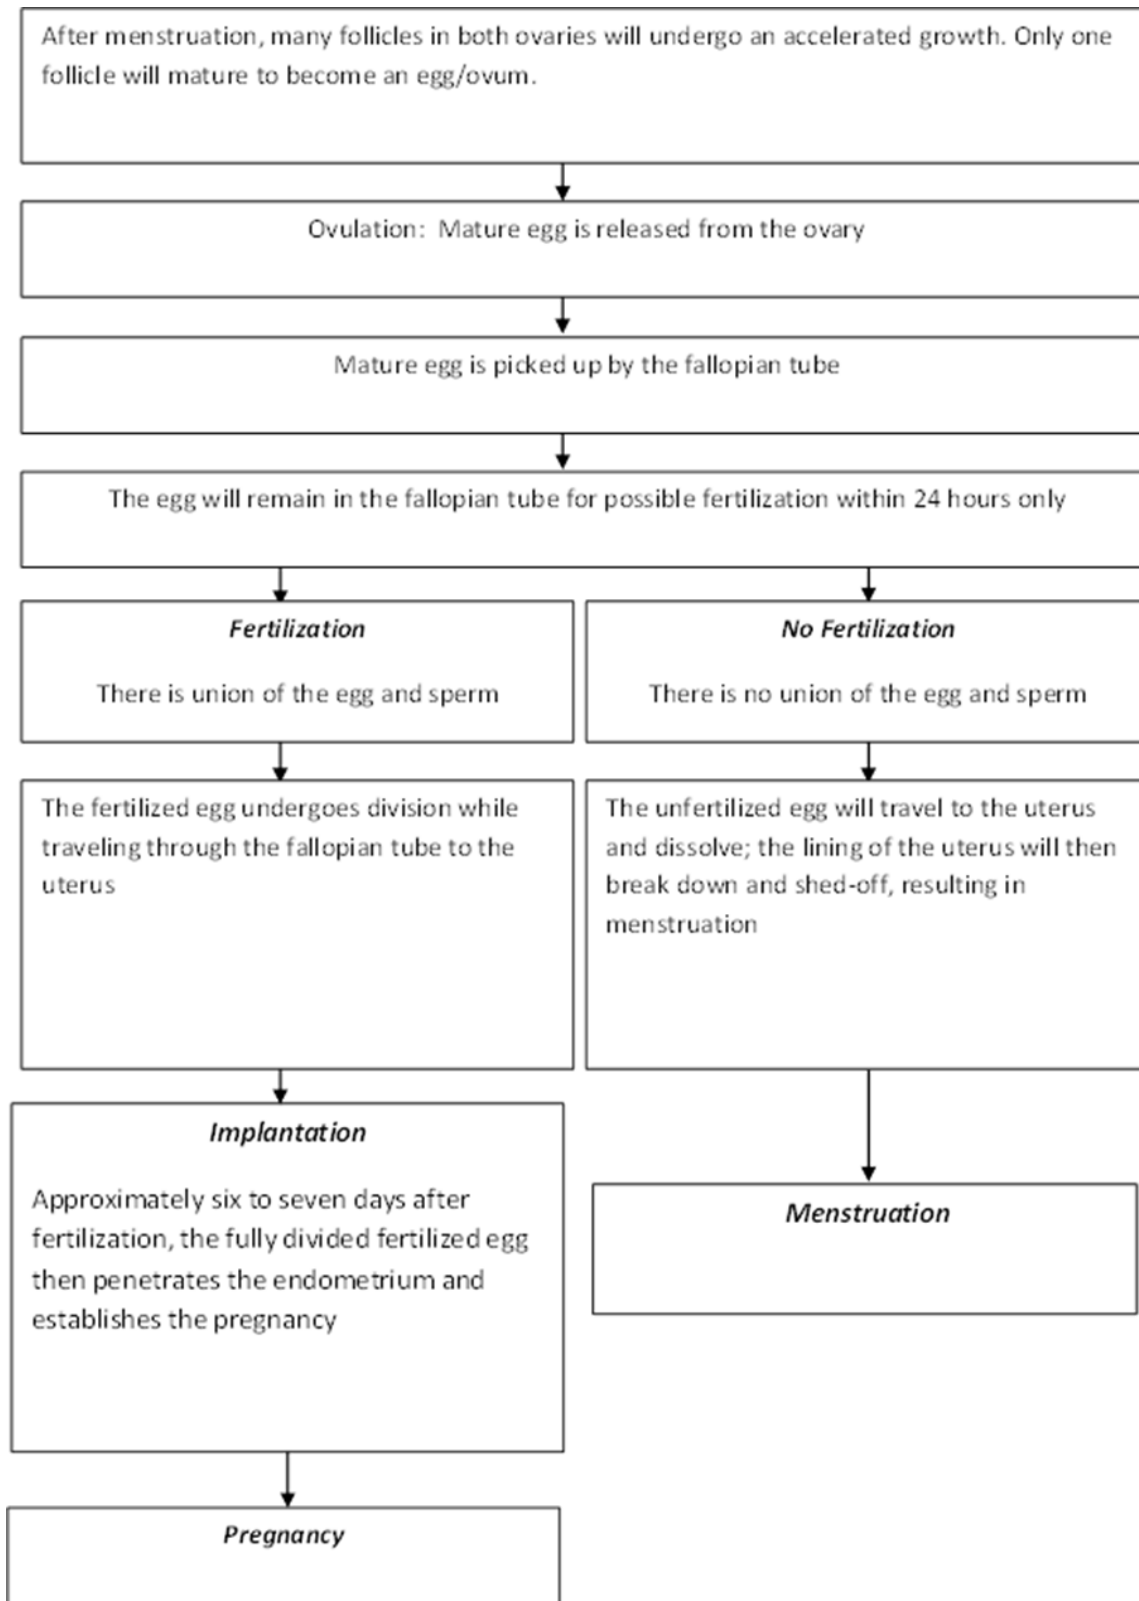 After menstruation, many follicles in both ovaries will undergo an accelerated growth. Only one
follicle will mature to become an egg/ovum.
Ovulation:  Mature egg is released from the ovary
Mature egg is picked up by the fallopian tube
The egg will remain in the fallopian tube for possible fertilization within 24 hours only
Fertilization
There is union of the egg and sperm
No Fertilization
There is no union of the egg and sperm
The fertilized egg undergoes division while
traveling through the fallopian tube to the
uterus
The unfertilized egg will travel to the uterus
and dissolve; the lining of the uterus will then
break down and shed-off, resulting in
menstruation
Implantation
Approximately six to seven days after
fertilization, the fully divided fertilized egg
then penetrates the endometrium and
establishes the pregnancy
Menstruation
Pregnancy